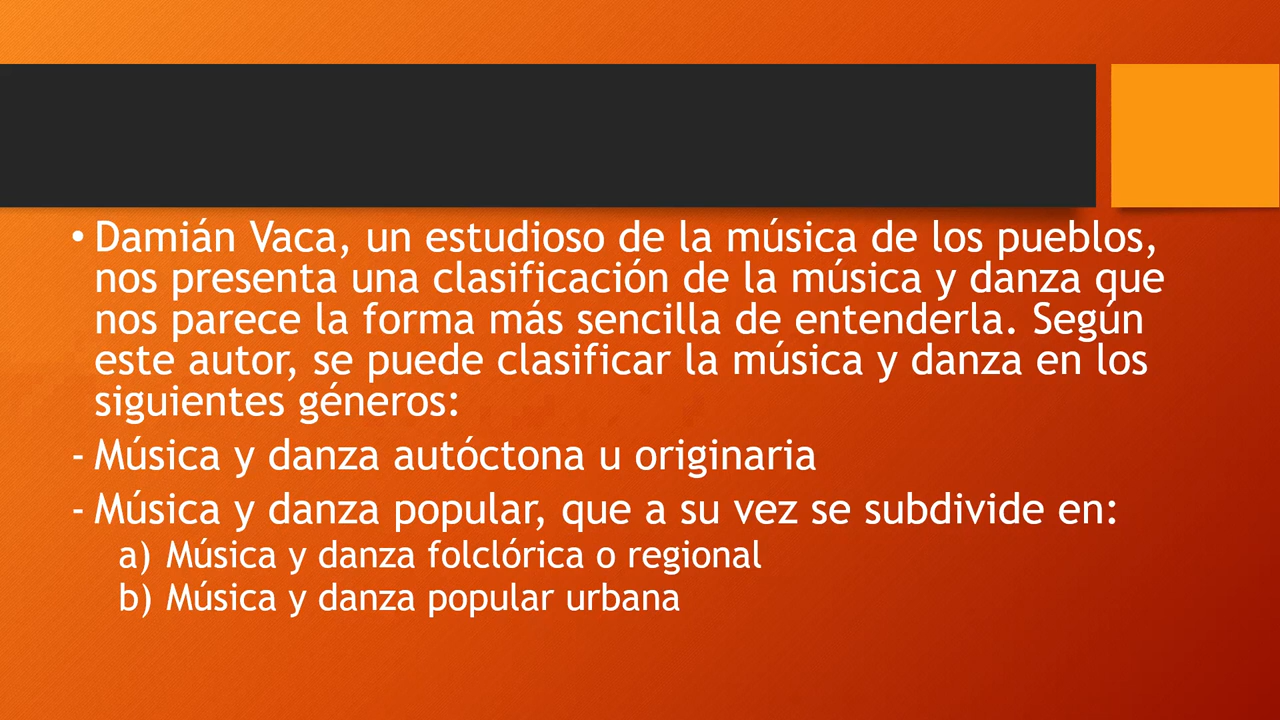 • Damián Vaca, un estudioso de la música de los pueblos,
nos presenta una clasificación de la música y danza que
nos parece la forma más sencilla de entenderla. Según
este autor, se puede clasificar la música y danza en los
siguientes géneros:
- Música y danza autóctona u originaria
- Música y danza popular, que a su vez se subdivide en:
a) Música y danza folclórica o regional
b) Música y danza popular urbana